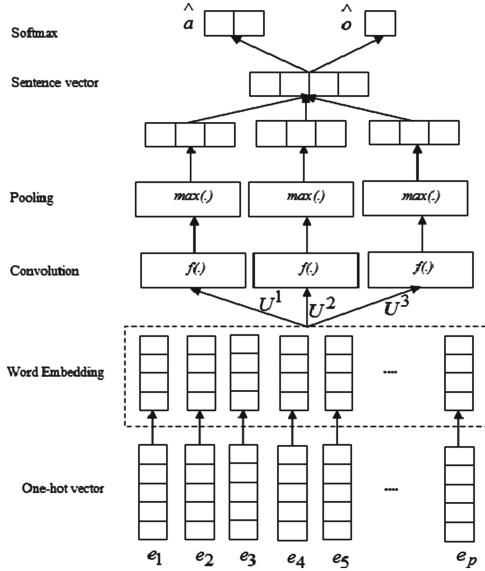 Softmax â ô
Sentence vector
Pooling max(.) max(.) max(.)
Convolution f(.) f(.) f(.)
U¹ U² U³
Word Embedding ....
One-hot vector ....
e₁ e₂ e₃ e₄ e₅ eₚ